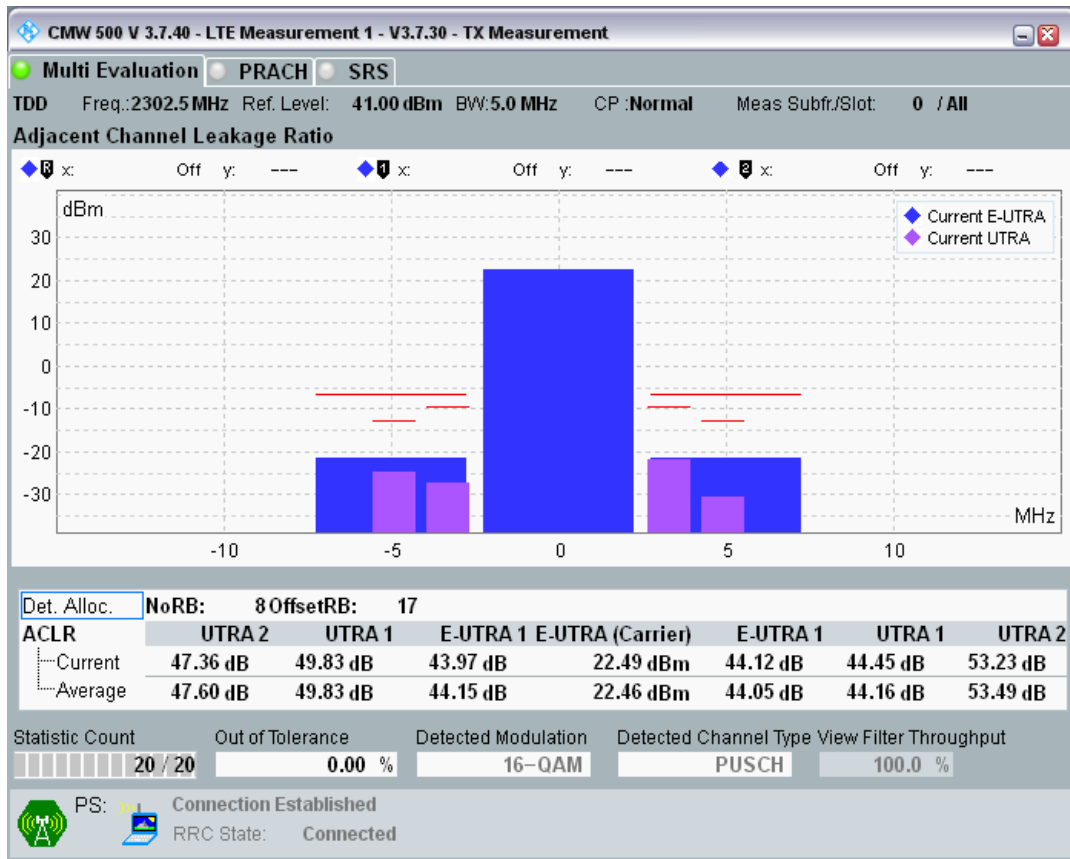 CMW 500 V 3.7.40 - LTE Measurement 1 - V3.7.30 - TX Measurement
Multi Evaluation PRACH SRS
TDD Freq.:2302.5 MHz Ref. Level: 41.00 dBm BW:5.0 MHz CP :Normal Meas Subfr./Slot: 0 / All
Adjacent Channel Leakage Ratio
R x: Off y: --- 1 x: Off y: --- 2 x: Off y: ---
dBm
Current E-UTRA
Current UTRA
30
20
10
0
-10
-20
-30
MHz
-10 -5 0 5 10
Det. Alloc. NoRB: 8 OffsetRB: 17
ACLR UTRA 2 UTRA 1 E-UTRA 1 E-UTRA (Carrier) E-UTRA 1 UTRA 1 UTRA 2
Current 47.36 dB 49.83 dB 43.97 dB 22.49 dBm 44.12 dB 44.45 dB 53.23 dB
Average 47.60 dB 49.83 dB 44.15 dB 22.46 dBm 44.05 dB 44.16 dB 53.49 dB
Statistic Count Out of Tolerance Detected Modulation Detected Channel Type View Filter Throughput
20 / 20 0.00 % 16-QAM PUSCH 100.0 %
PS: Connection Established
RRC State: Connected